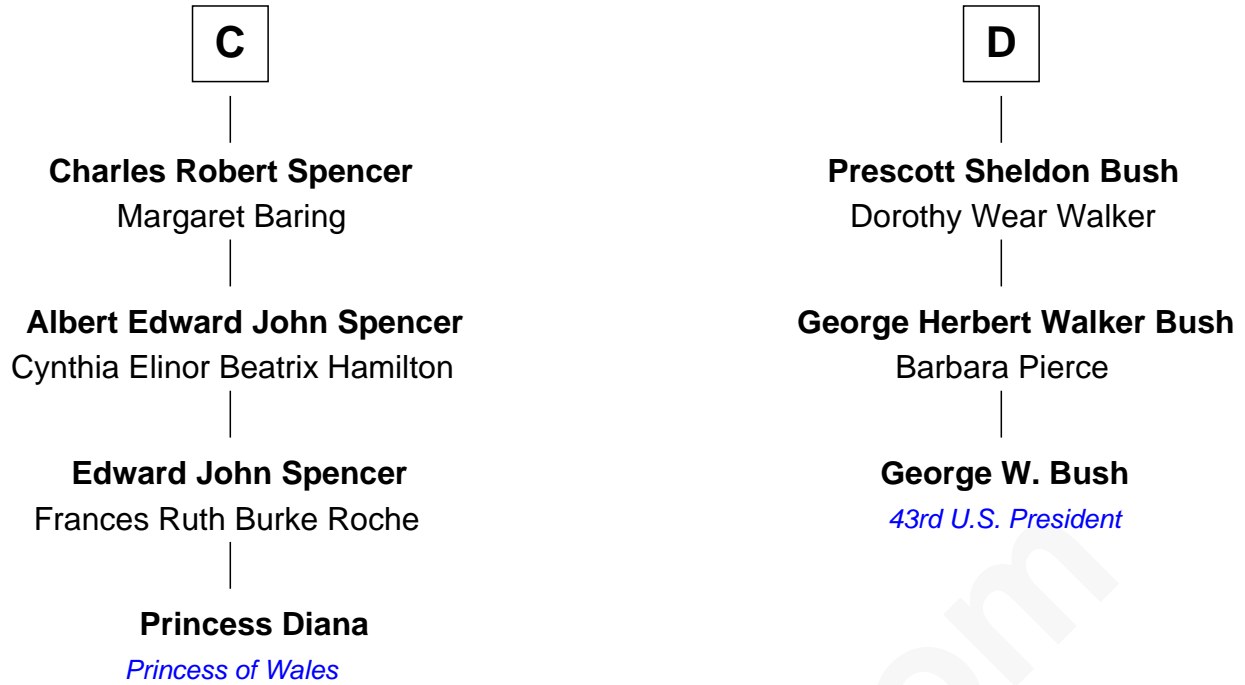 C
Charles Robert Spencer
Margaret Baring
Albert Edward John Spencer
Cynthia Elinor Beatrix Hamilton
Edward John Spencer
Frances Ruth Burke Roche
Princess Diana
Princess of Wales
D
Prescott Sheldon Bush
Dorothy Wear Walker
George Herbert Walker Bush
Barbara Pierce
George W. Bush
43rd U.S. President
om